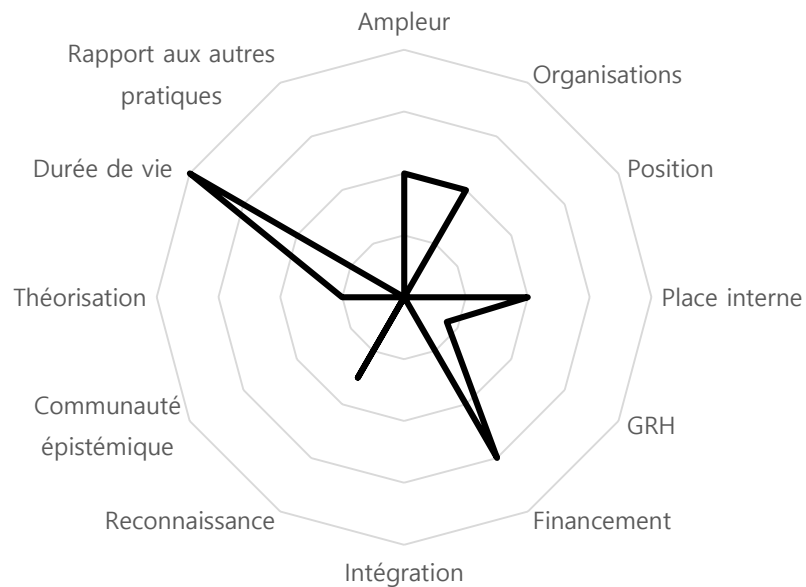 Ampleur
Rapport aux autres
pratiques
Organisations
Durée de vie
Position
Théorisation
Place interne
Communauté
épistémique
GRH
Reconnaissance
Financement
Intégration